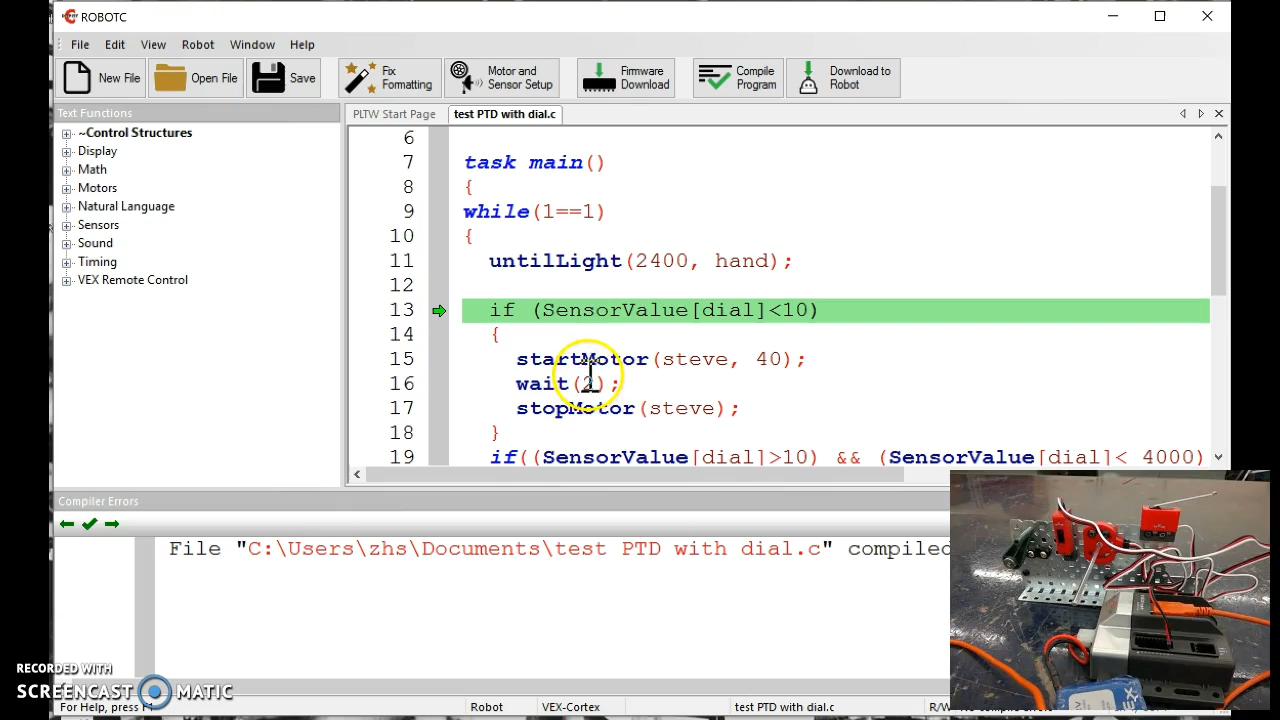 ROBOTC
File Edit View Robot Window Help
New File Open File Save Fix Formatting Motor and Sensor Setup Firmware Download Compile Program Download to Robot
Text Functions
~Control Structures
Display
Math
Motors
Natural Language
Sensors
Sound
Timing
VEX Remote Control
PLTW Start Page test PTD with dial.c
6
7 task main()
8 {
9 while(1==1)
10 {
11 untilLight(2400, hand);
12
13 if (SensorValue[dial]<10)
14 {
15 startMotor(steve, 40);
16 wait(2);
17 stopMotor(steve);
18 }
19 if((SensorValue[dial]>10) && (SensorValue[dial]< 4000)
Compiler Errors
File "C:\Users\zhs\Documents\test PTD with dial.c" compiled
RECORDED WITH
SCREENCAST MATIC
For Help, press F1 Robot VEX-Cortex test PTD with dial.c R/W